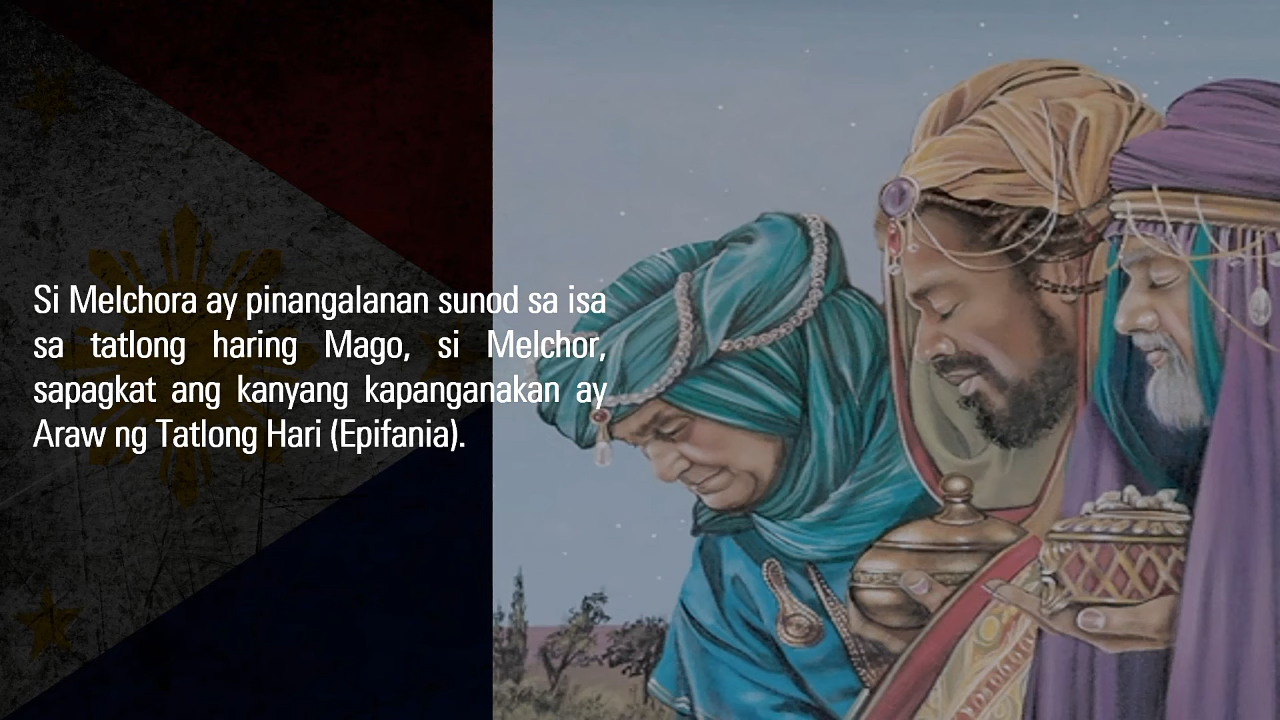 Si Melchora ay pinangalanan sunod sa isa
sa tatlong haring Mago, si Melchor,
sapagkat ang kanyang kapanganakan ay
Araw ng Tatlong Hari (Epifania).